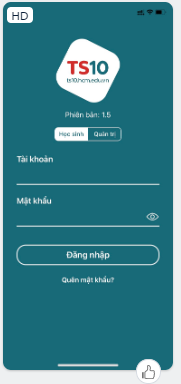 HD
TS10
ts10.hcm.edu.vn
Phiên bản: 1.5
Học sinh Quản trị
Tài khoản
Mật khẩu
Đăng nhập
Quên mật khẩu?